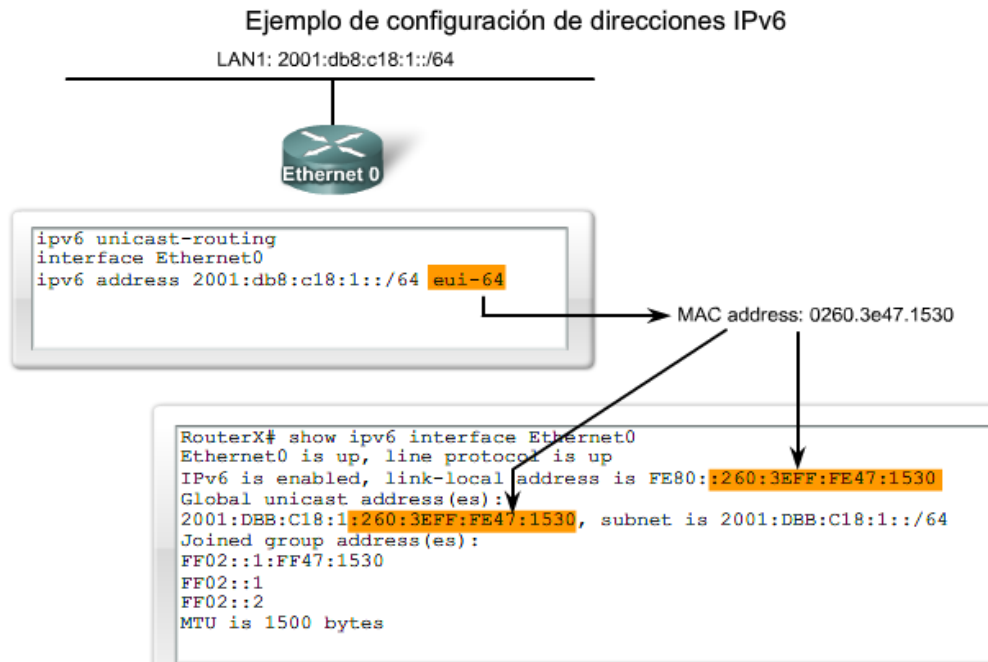 Ejemplo de configuración de direcciones IPv6
LAN1: 2001:db8:c18:1::/64
Ethernet 0
ipv6 unicast-routing
interface Ethernet0
ipv6 address 2001:db8:c18:1::/64 eui-64
MAC address: 0260.3e47.1530
RouterX# show ipv6 interface Ethernet0
Ethernet0 is up, line protocol is up
IPv6 is enabled, link-local address is FE80::260:3EFF:FE47:1530
Global unicast address(es):
2001:DBB:C18:1:260:3EFF:FE47:1530, subnet is 2001:DBB:C18:1::/64
Joined group address(es):
FF02::1:FF47:1530
FF02::1
FF02::2
MTU is 1500 bytes